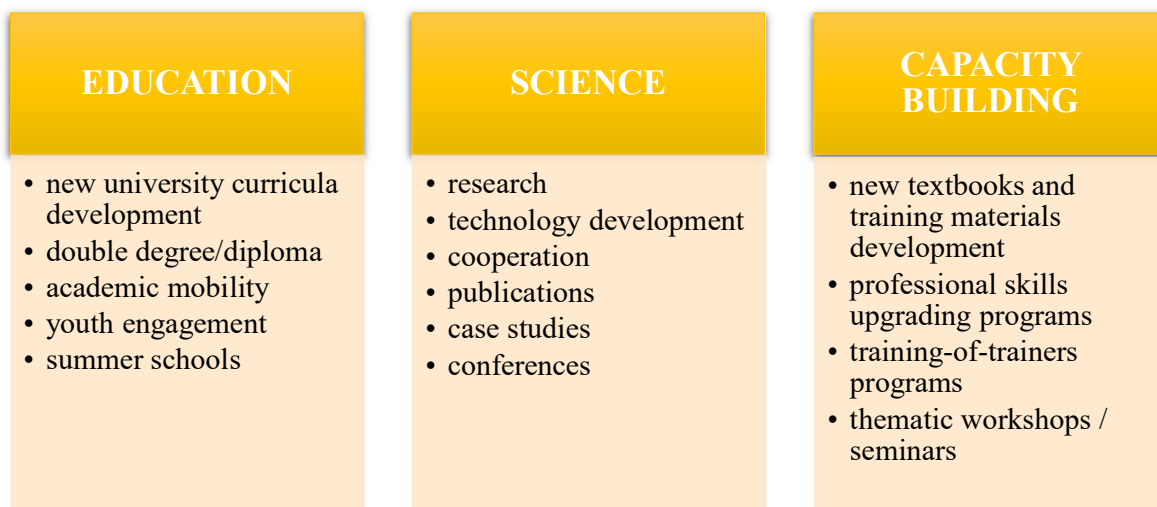 EDUCATION
• new university curricula
development
• double degree/diploma
• academic mobility
• youth engagement
• summer schools
SCIENCE
• research
• technology development
• cooperation
• publications
• case studies
• conferences
CAPACITY
BUILDING
• new textbooks and
training materials
development
• professional skills
upgrading programs
• training-of-trainers
programs
• thematic workshops /
seminars